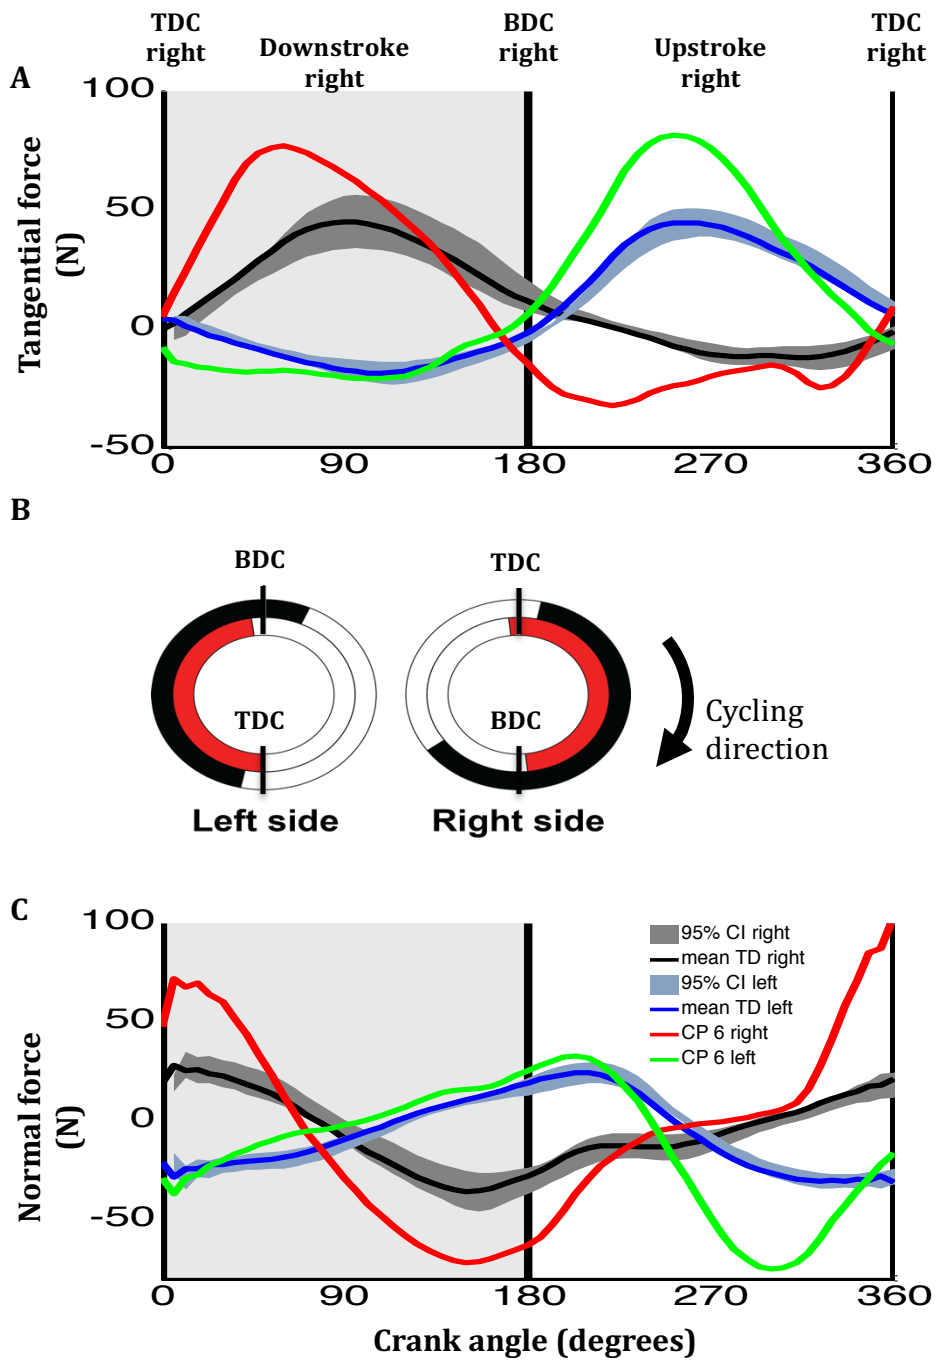 TDC right
Downstroke right
BDC right
Upstroke right
TDC right
A
100
50
0
-50
Tangential force (N)
0 90 180 270 360
B
BDC
TDC
TDC
BDC
Cycling direction
Left side
Right side
C
100
50
0
-50
Normal force (N)
95% CI right
mean TD right
95% CI left
mean TD left
CP 6 right
CP 6 left
0 90 180 270 360
Crank angle (degrees)